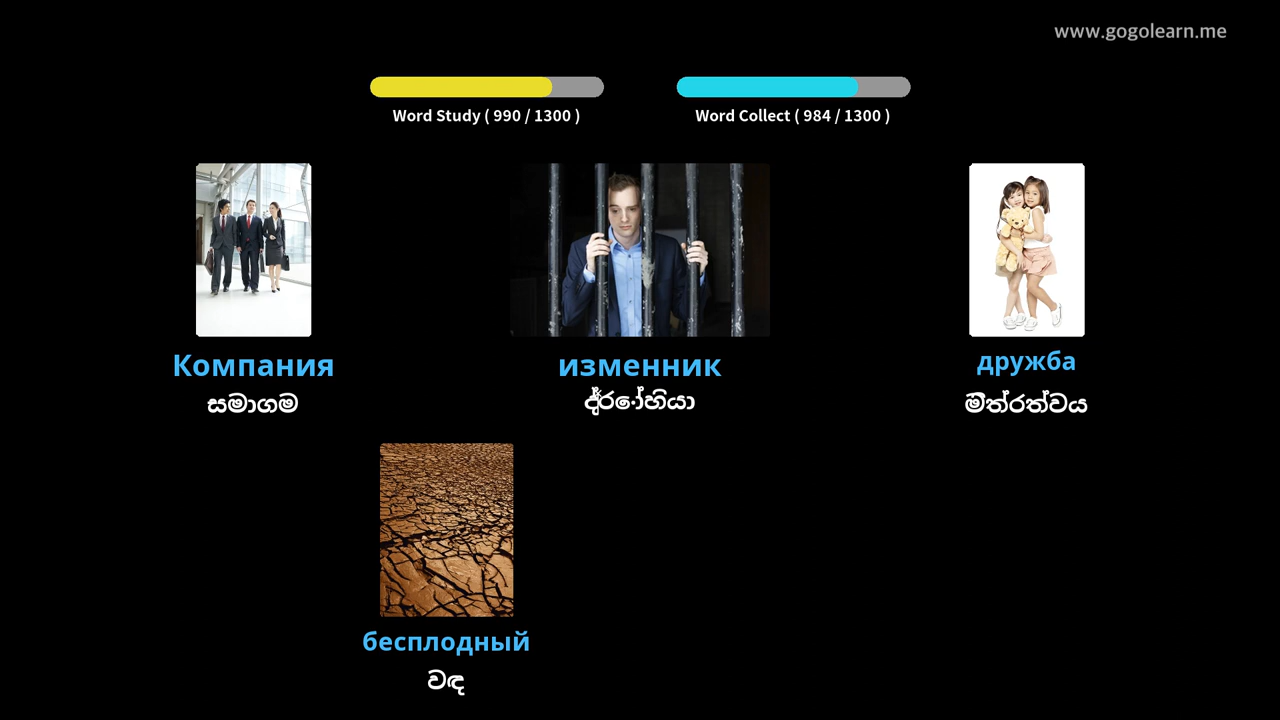 www.gogolearn.me
Word Study ( 990 / 1300 )
Word Collect ( 984 / 1300 )
Компания
изменник
дружба
සමාගම
ද්රෝහියා
මිත්රත්වය
бесплодный
වඳ